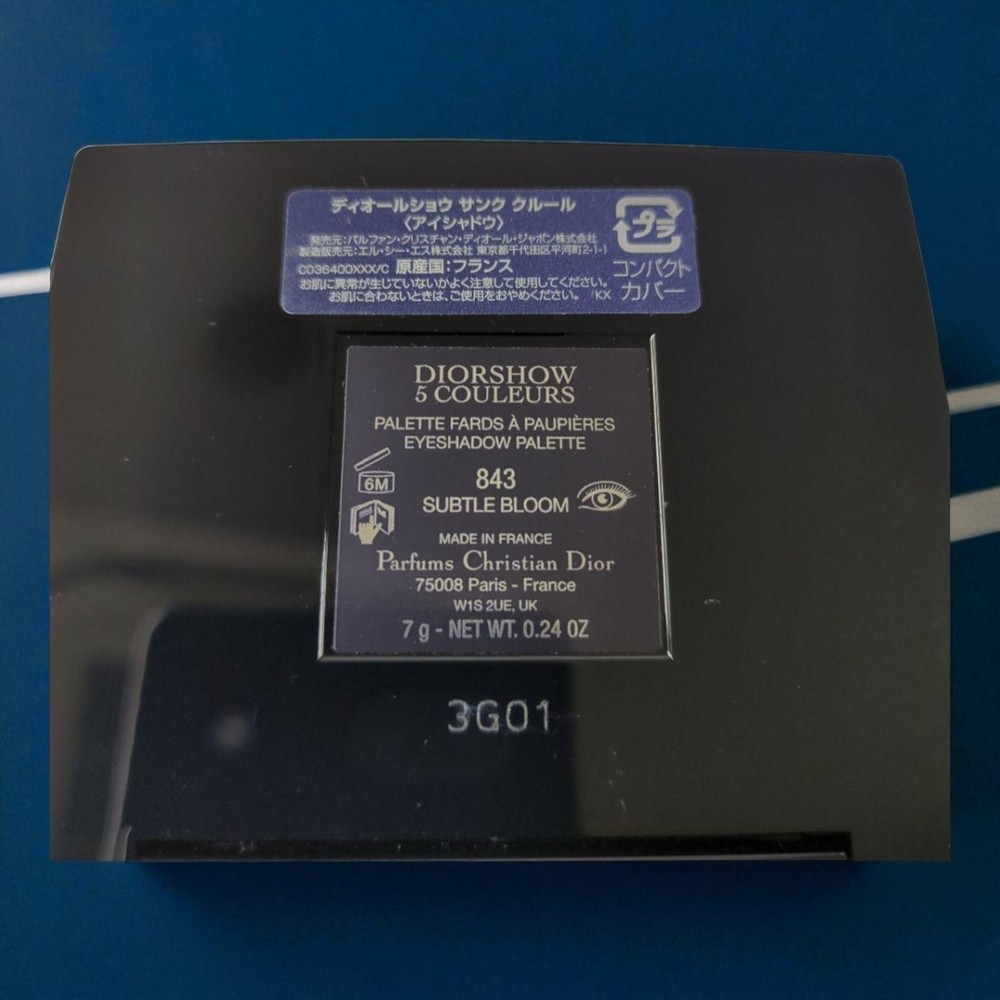 ディオールショウ サンク クルール
〈アイシャドウ〉
発売元:パルファン・クリスチャン・ディオール・ジャポン株式会社
製造販売元:エル・シー・エス株式会社 東京都千代田区平河町2-1-1
C036400XXX/C 原産国:フランス
お肌に異常が生じていないかよく注意して使用してください。
お肌に合わないときは、ご使用をおやめください。 KX
プラ
コンパクト
カバー
DIORSHOW
5 COULEURS
PALETTE FARDS À PAUPIÈRES
EYESHADOW PALETTE
6M
843
SUBTLE BLOOM
MADE IN FRANCE
Parfums Christian Dior
75008 Paris - France
W1S 2UE, UK
7 g - NET WT. 0.24 OZ
3G01